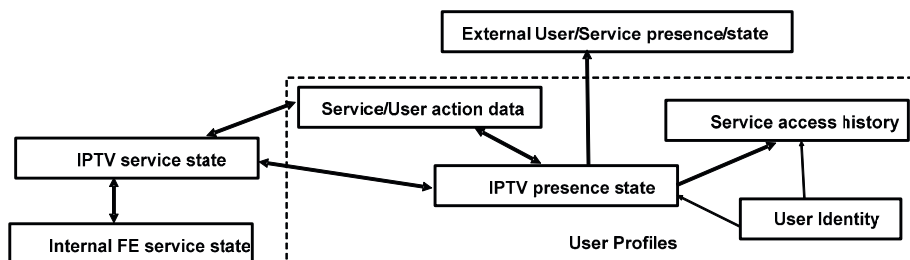 External User/Service presence/state
Service/User action data
Service access history
IPTV service state
IPTV presence state
User Identity
Internal FE service state
User Profiles